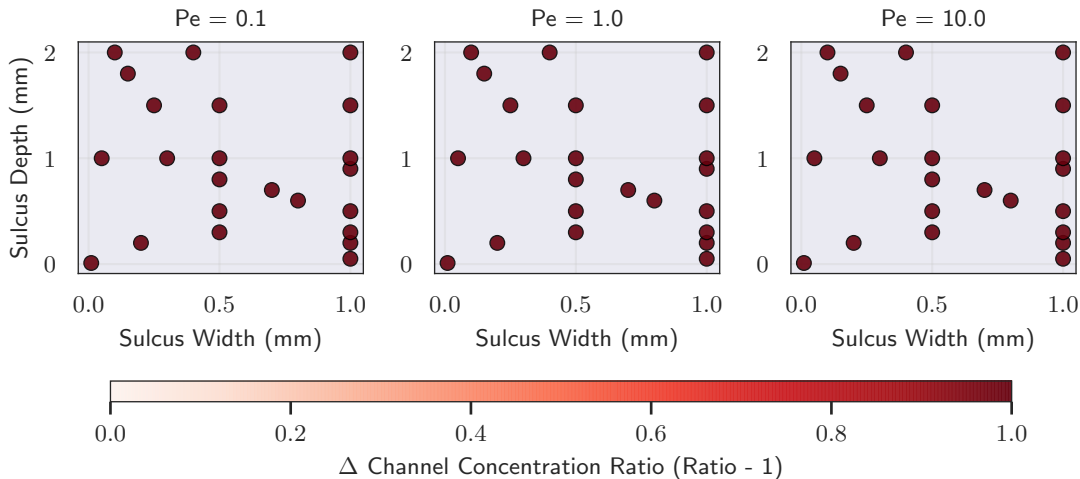 Pe = 0.1 Pe = 1.0 Pe = 10.0
Sulcus Depth (mm)
2
1
0
0.0 0.5 1.0 0.0 0.5 1.0 0.0 0.5 1.0
Sulcus Width (mm) Sulcus Width (mm) Sulcus Width (mm)
2
1
0
2
1
0
0.0 0.2 0.4 0.6 0.8 1.0
Δ Channel Concentration Ratio (Ratio - 1)